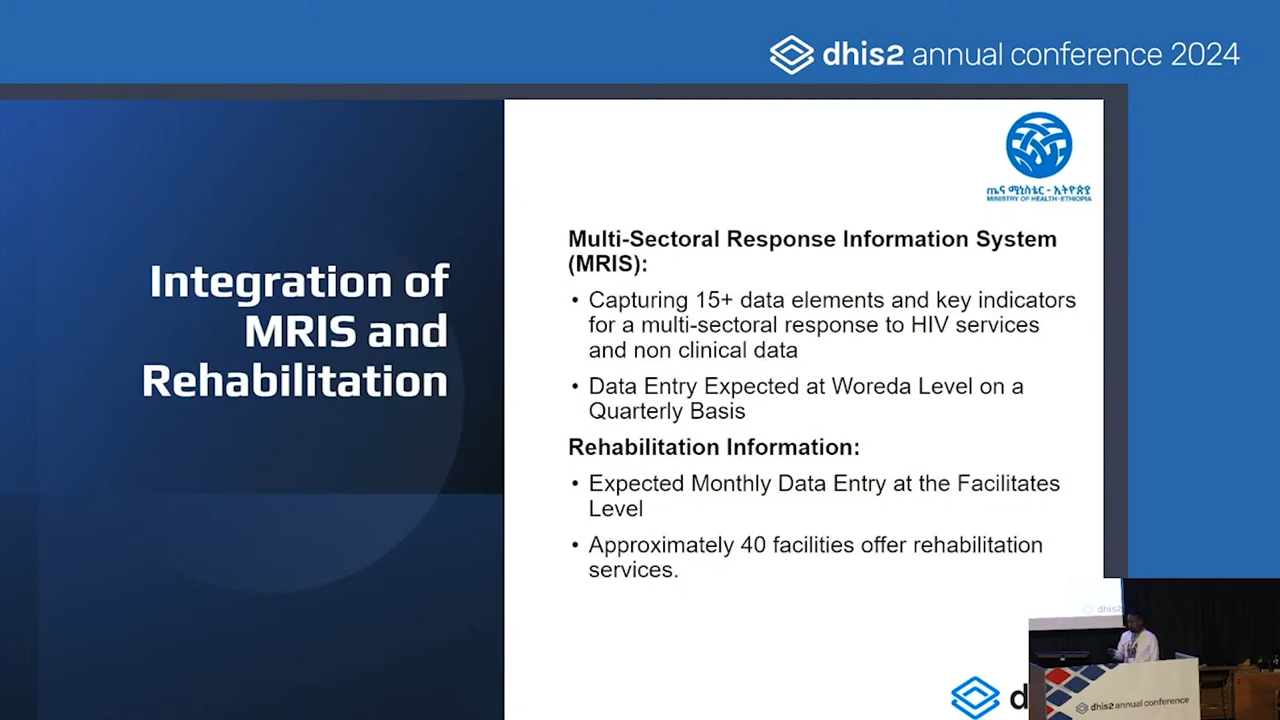 dhis2 annual conference 2024
ጤና ሚኒስቴር - ኢትዮጵያ
MINISTRY OF HEALTH-ETHIOPIA
Integration of
MRIS and
Rehabilitation
Multi-Sectoral Response Information System
(MRIS):
• Capturing 15+ data elements and key indicators
for a multi-sectoral response to HIV services
and non clinical data
• Data Entry Expected at Woreda Level on a
Quarterly Basis
Rehabilitation Information:
• Expected Monthly Data Entry at the Facilitates
Level
• Approximately 40 facilities offer rehabilitation
services.
d
dhis2
dhis2 annual conference